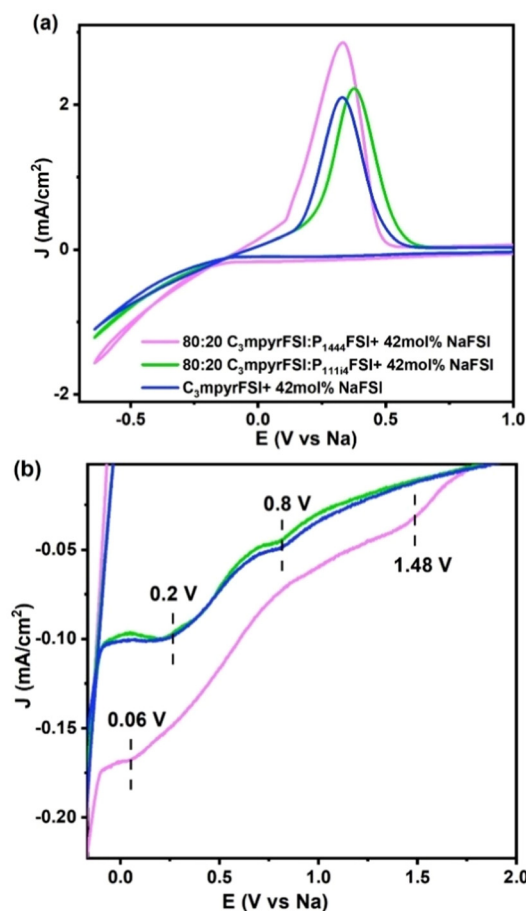 (a)
J (mA/cm²)
2
0
-2
80:20 C₃mpyrFSI:P₁₄₄₄FSI+ 42mol% NaFSI
80:20 C₃mpyrFSI:P₁₁₁ᵢ₄FSI+ 42mol% NaFSI
C₃mpyrFSI+ 42mol% NaFSI
-0.5 0.0 0.5 1.0
E (V vs Na)
(b)
J (mA/cm²)
-0.05
-0.10
-0.15
-0.20
0.8 V
1.48 V
0.2 V
0.06 V
0.0 0.5 1.0 1.5 2.0
E (V vs Na)